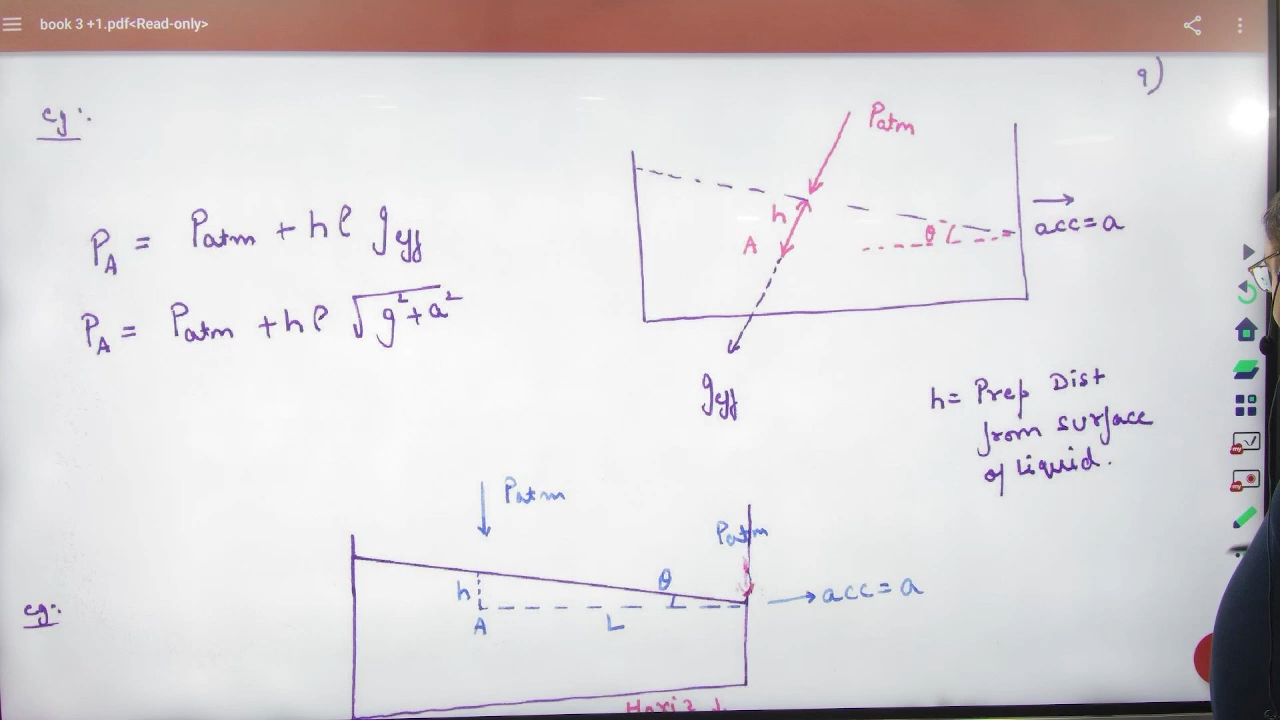 book 3 +1.pdf<Read-only>
9)
eg:
Patm
P_A = Patm + hρ g_eff
h
A
θ
acc = a
P_A = Patm + hρ √g²+a²
g_eff
h = Prep Dist
from surface
of liquid.
Patm
Patm
h
θ
acc = a
eg:
A
L